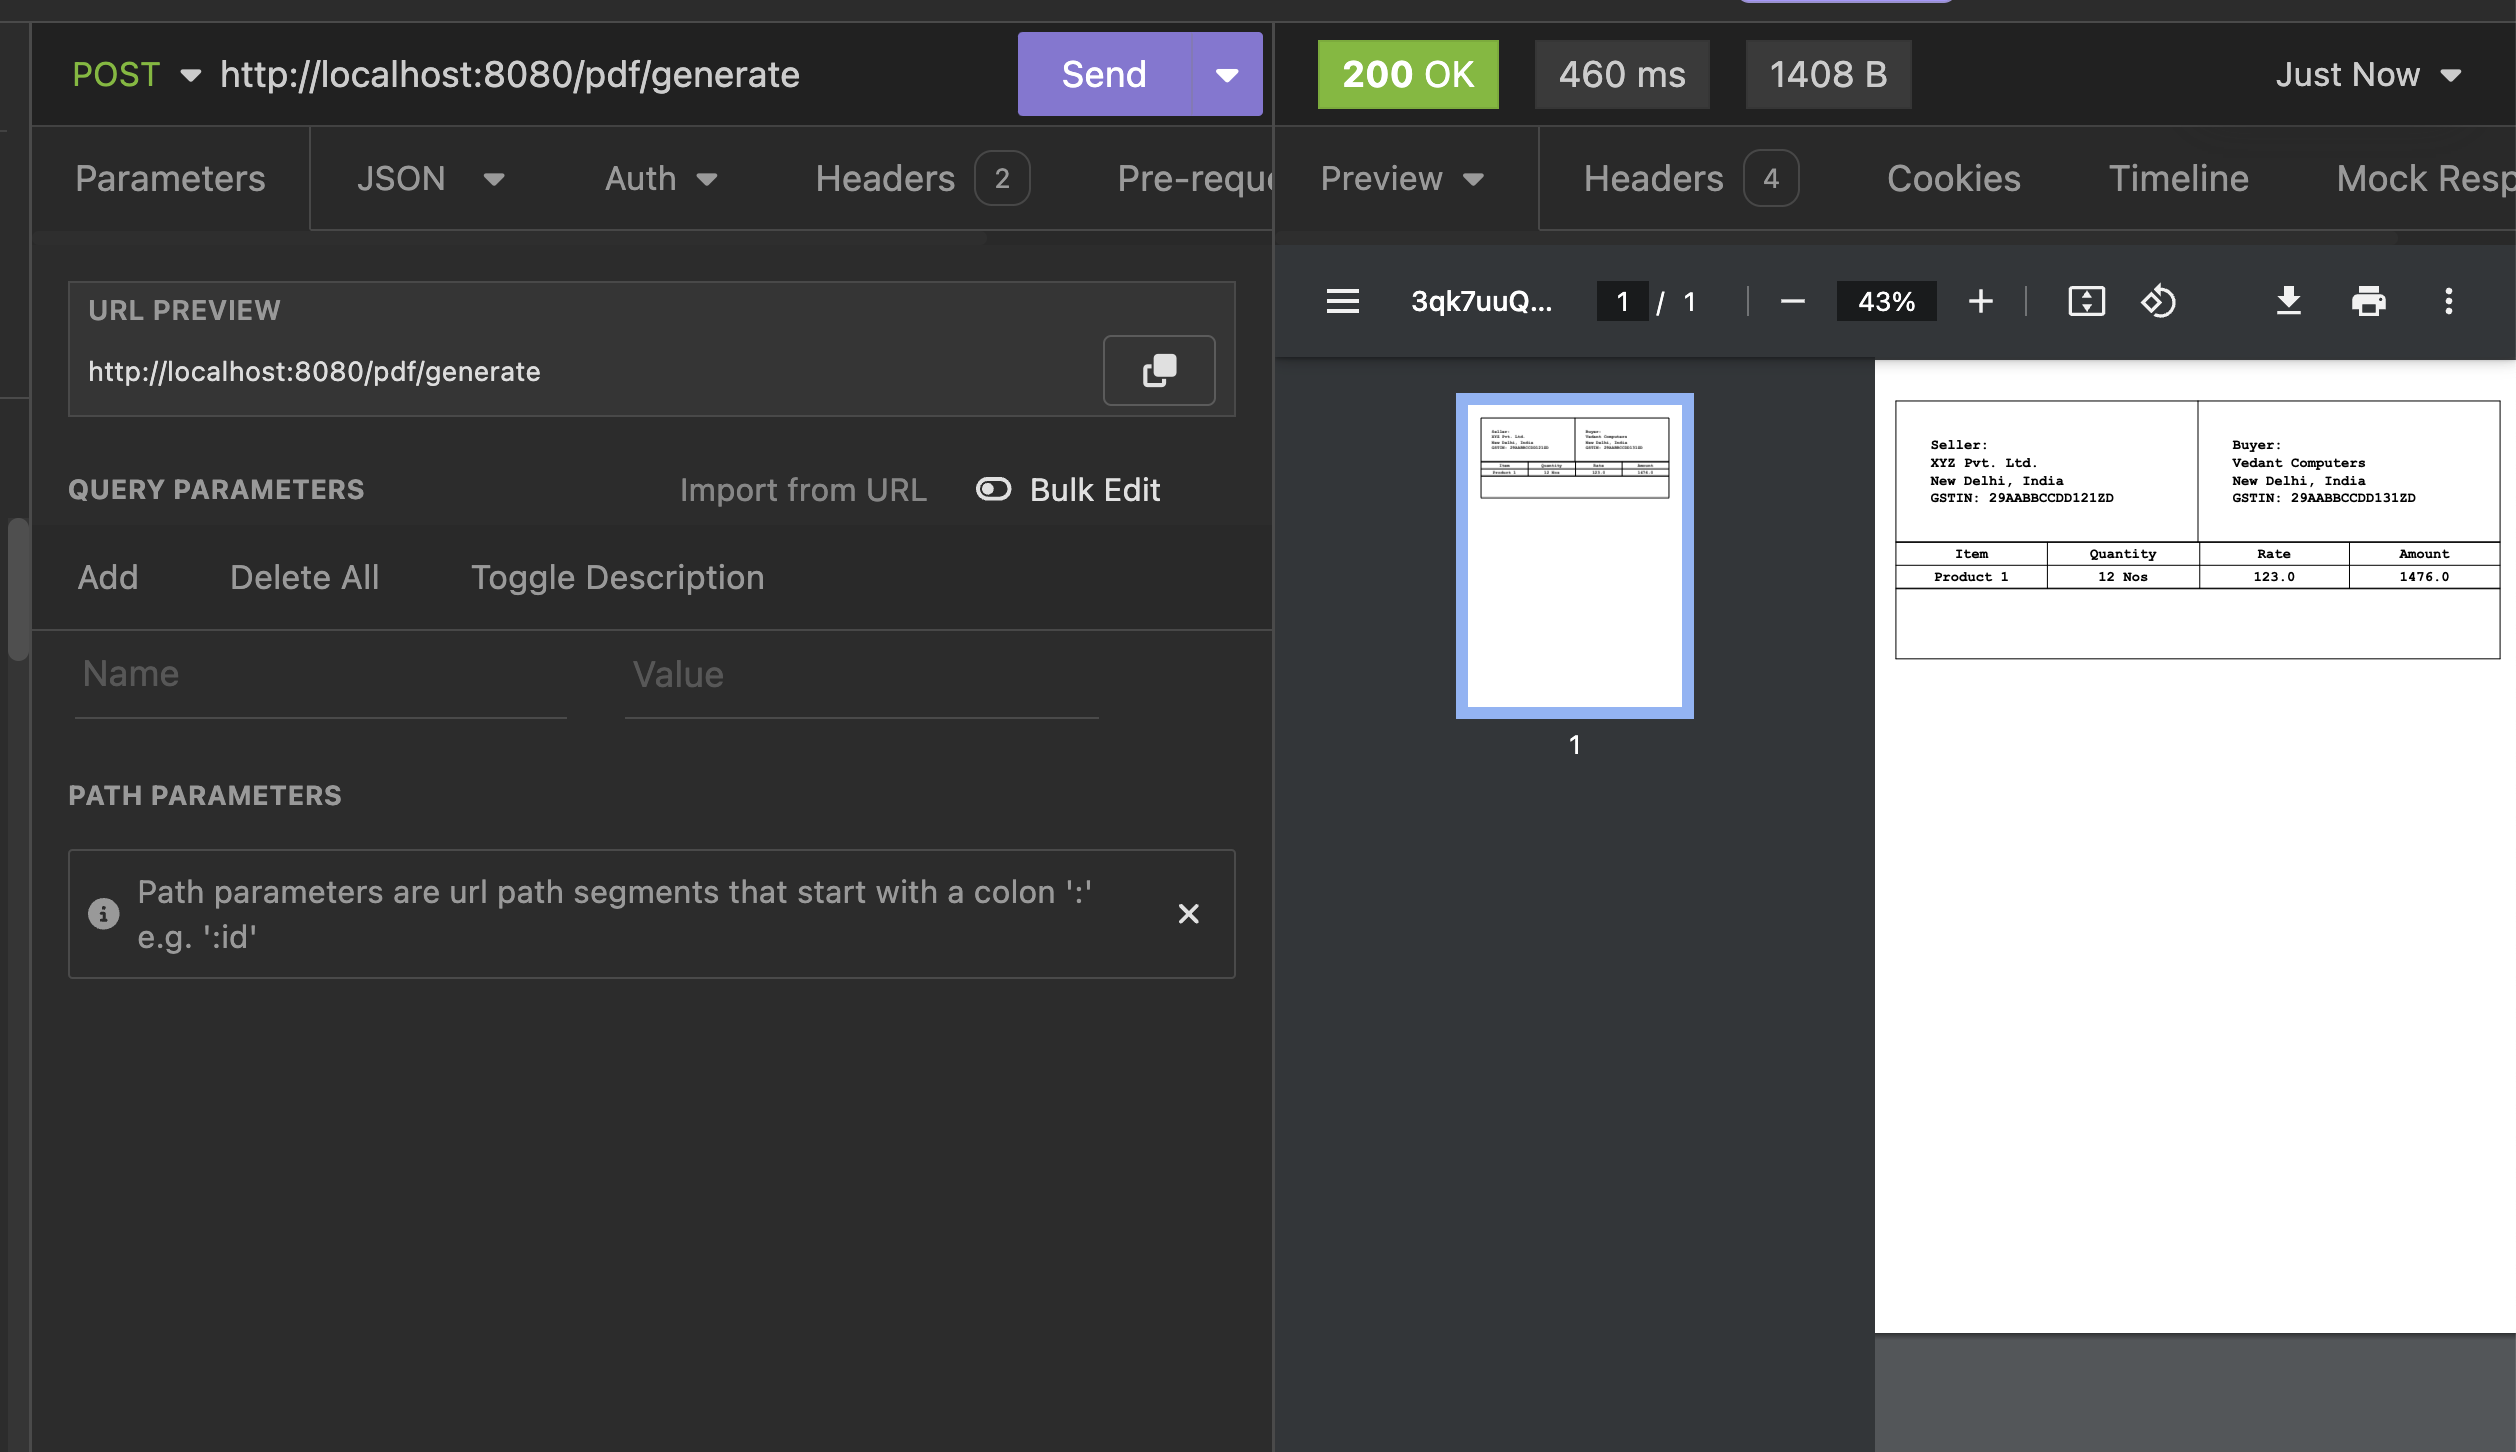 POST http://localhost:8080/pdf/generate Send
200 OK 460 ms 1408 B Just Now
Parameters JSON Auth Headers 2 Pre-reque
Preview Headers 4 Cookies Timeline Mock Resp
URL PREVIEW
http://localhost:8080/pdf/generate
QUERY PARAMETERS Import from URL Bulk Edit
Add Delete All Toggle Description
Name Value
PATH PARAMETERS
Path parameters are url path segments that start with a colon ':'
e.g. ':id'
3qk7uuQ... 1 / 1 43%
1
Seller:
XYZ Pvt. Ltd.
New Delhi, India
GSTIN: 29AABBCCDD121ZD
Buyer:
Vedant Computers
New Delhi, India
GSTIN: 29AABBCCDD131ZD
Item Quantity Rate Amount
Product 1 12 Nos 123.0 1476.0